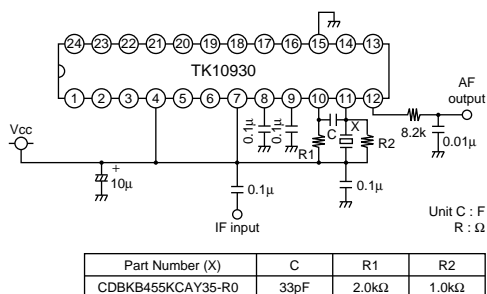 24 23 22 21 20 19 18 17 16 15 14 13
TK10930
1 2 3 4 5 6 7 8 9 10 11 12
AF
output
Vcc
+
10μ
0.1μ
0.1μ
C
X
R1
R2
8.2k
0.01μ
0.1μ
0.1μ
IF input
Unit C : F
R : Ω
Part Number (X) C R1 R2
CDBKB455KCAY35-R0 33pF 2.0kΩ 1.0kΩ